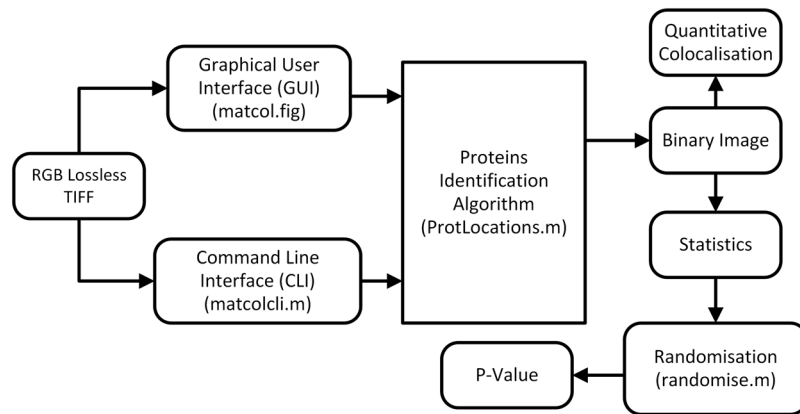 RGB Lossless
TIFF
Graphical User
Interface (GUI)
(matcol.fig)
Command Line
Interface (CLI)
(matcolcli.m)
Proteins
Identification
Algorithm
(ProtLocations.m)
Quantitative
Colocalisation
Binary Image
Statistics
Randomisation
(randomise.m)
P-Value